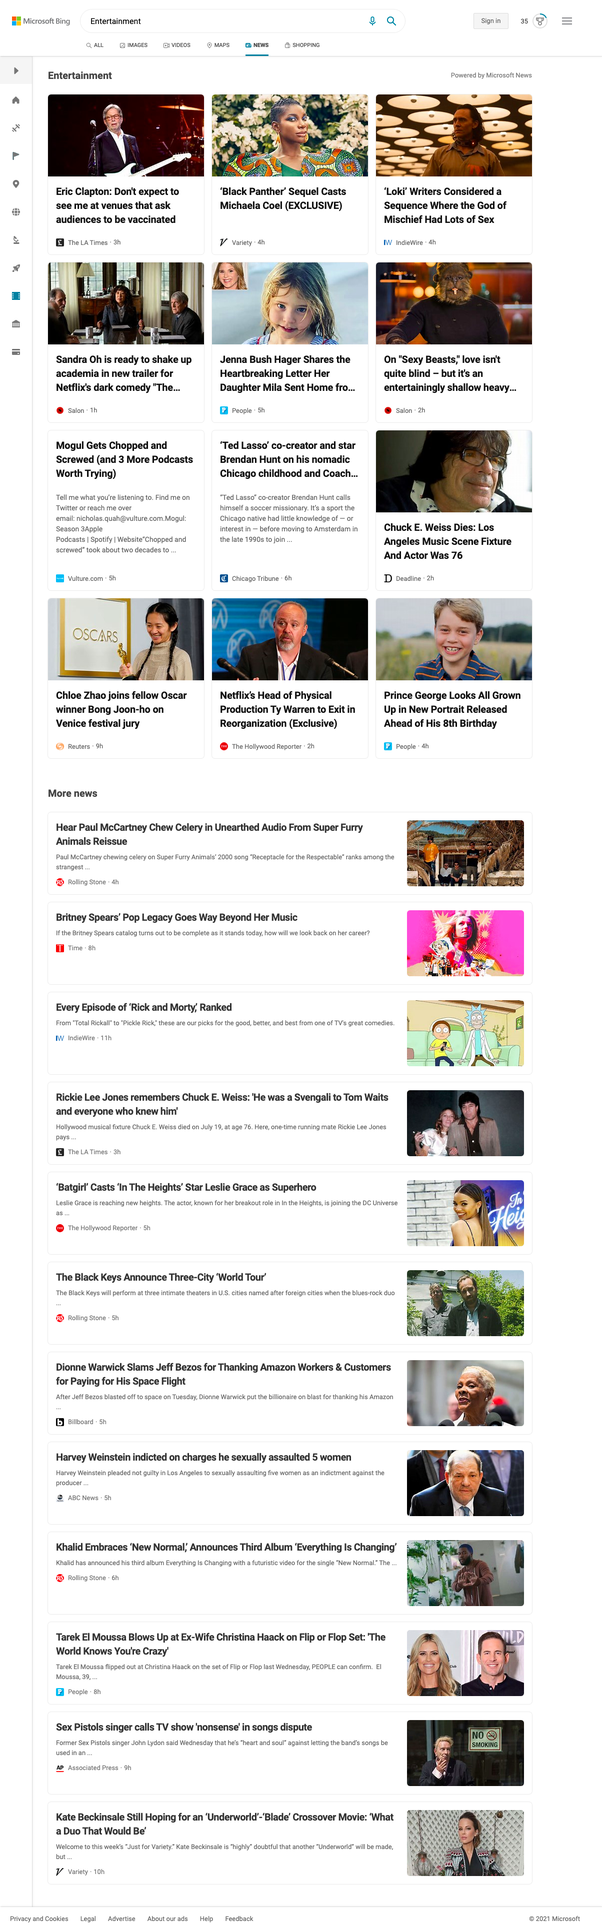 Microsoft Bing
Entertainment
Sign in
35
ALL
IMAGES
VIDEOS
MAPS
NEWS
SHOPPING
Entertainment
Powered by Microsoft News
Eric Clapton: Don't expect to
see me at venues that ask
audiences to be vaccinated
The LA Times · 3h
'Black Panther' Sequel Casts
Michaela Coel (EXCLUSIVE)
Variety · 4h
'Loki' Writers Considered a
Sequence Where the God of
Mischief Had Lots of Sex
IndieWire · 4h
Sandra Oh is ready to shake up
academia in new trailer for
Netflix's dark comedy "The...
Salon · 1h
Jenna Bush Hager Shares the
Heartbreaking Letter Her
Daughter Mila Sent Home fro...
People · 5h
On "Sexy Beasts," love isn't
quite blind – but it's an
entertainingly shallow heavy...
Salon · 2h
Mogul Gets Chopped and
Screwed (and 3 More Podcasts
Worth Trying)
Tell me what you're listening to. Find me on
Twitter or reach me over
email: nicholas.quah@vulture.com.Mogul:
Season 3Apple
Podcasts | Spotify | Website"Chopped and
screwed" took about two decades to ...
Vulture.com · 5h
'Ted Lasso' co-creator and star
Brendan Hunt on his nomadic
Chicago childhood and Coach...
"Ted Lasso" co-creator Brendan Hunt calls
himself a soccer missionary. It's a sport the
Chicago native had little knowledge of — or
interest in — before moving to Amsterdam in
the late 1990s to join ...
Chicago Tribune · 6h
Chuck E. Weiss Dies: Los
Angeles Music Scene Fixture
And Actor Was 76
Deadline · 2h
OSCARS
Chloe Zhao joins fellow Oscar
winner Bong Joon-ho on
Venice festival jury
Reuters · 9h
Netflix's Head of Physical
Production Ty Warren to Exit in
Reorganization (Exclusive)
The Hollywood Reporter · 2h
Prince George Looks All Grown
Up in New Portrait Released
Ahead of His 8th Birthday
People · 4h
More news
Hear Paul McCartney Chew Celery in Unearthed Audio From Super Furry
Animals Reissue
Paul McCartney chewing celery on Super Furry Animals' 2000 song "Receptacle for the Respectable" ranks among the
strangest ...
Rolling Stone · 4h
Britney Spears' Pop Legacy Goes Way Beyond Her Music
If the Britney Spears catalog turns out to be complete as it stands today, how will we look back on her career?
Time · 8h
Every Episode of 'Rick and Morty,' Ranked
From "Total Rickall" to "Pickle Rick," these are our picks for the good, better, and best from one of TV's great comedies.
IndieWire · 11h
Rickie Lee Jones remembers Chuck E. Weiss: 'He was a Svengali to Tom Waits
and everyone who knew him'
Hollywood musical fixture Chuck E. Weiss died on July 19, at age 76. Here, one-time running mate Rickie Lee Jones
pays ...
The LA Times · 3h
'Batgirl' Casts 'In The Heights' Star Leslie Grace as Superhero
Leslie Grace is reaching new heights. The actor, known for her breakout role in In the Heights, is joining the DC Universe
as ...
The Hollywood Reporter · 5h
The Black Keys Announce Three-City 'World Tour'
The Black Keys will perform at three intimate theaters in U.S. cities named after foreign cities when the blues-rock duo
...
Rolling Stone · 5h
Dionne Warwick Slams Jeff Bezos for Thanking Amazon Workers & Customers
for Paying for His Space Flight
After Jeff Bezos blasted off to space on Tuesday, Dionne Warwick put the billionaire on blast for thanking his Amazon
...
Billboard · 5h
Harvey Weinstein indicted on charges he sexually assaulted 5 women
Harvey Weinstein pleaded not guilty in Los Angeles to sexually assaulting five women as an indictment against the
producer ...
ABC News · 5h
Khalid Embraces 'New Normal,' Announces Third Album 'Everything Is Changing'
Khalid has announced his third album Everything Is Changing with a futuristic video for the single "New Normal." The ...
Rolling Stone · 6h
Tarek El Moussa Blows Up at Ex-Wife Christina Haack on Flip or Flop Set: 'The
World Knows You're Crazy'
Tarek El Moussa flipped out at Christina Haack on the set of Flip or Flop last Wednesday, PEOPLE can confirm. El
Moussa, 39, ...
People · 8h
Sex Pistols singer calls TV show 'nonsense' in songs dispute
Former Sex Pistols singer John Lydon said Wednesday that he's "heart and soul" against letting the band's songs be
used in an ...
Associated Press · 9h
NO
SMOKING
Kate Beckinsale Still Hoping for an 'Underworld'-'Blade' Crossover Movie: 'What
a Duo That Would Be'
Welcome to this week's "Just for Variety." Kate Beckinsale is "highly" doubtful that another "Underworld" will be made,
but ...
Variety · 10h
Privacy and Cookies
Legal
Advertise
About our ads
Help
Feedback
© 2021 Microsoft